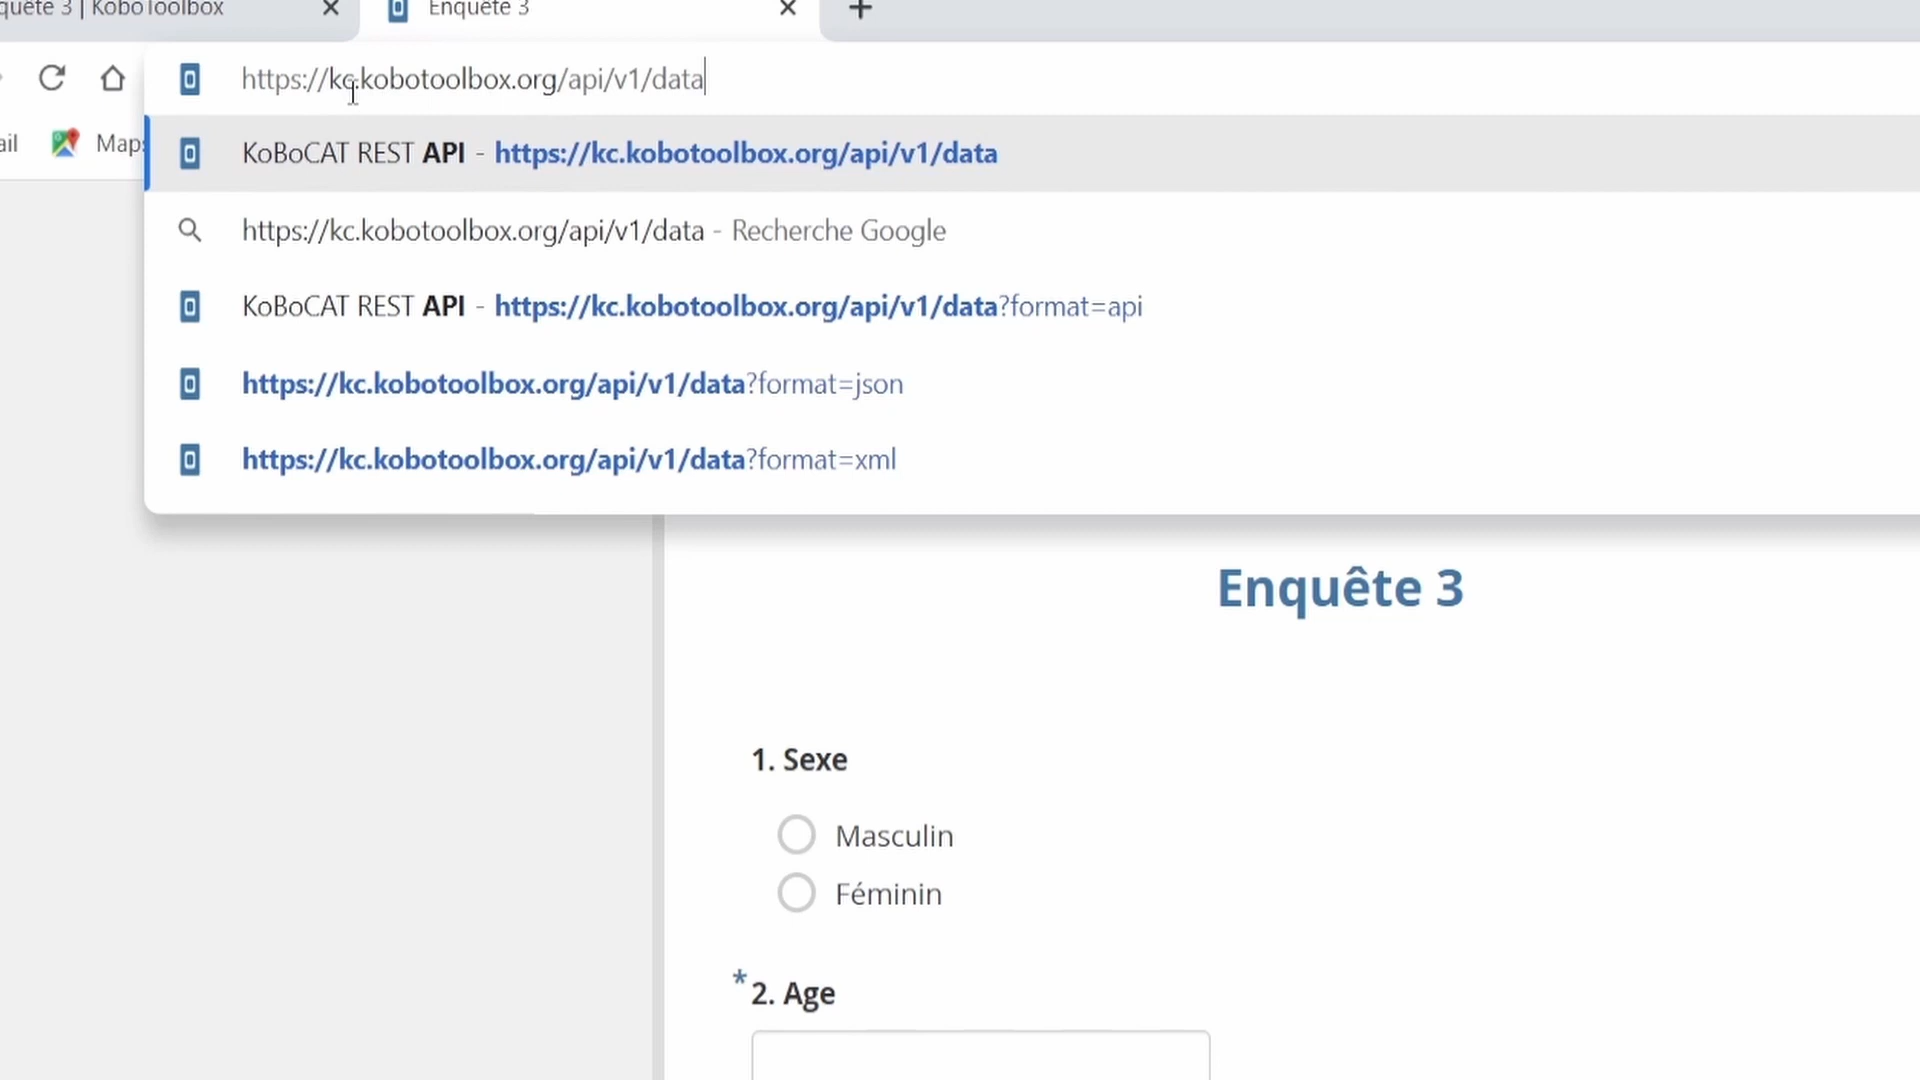 quête 3 | KoboToolbox
Enquête 3
https://kc.kobotoolbox.org/api/v1/data
ail
Maps
KoBoCAT REST API - https://kc.kobotoolbox.org/api/v1/data
https://kc.kobotoolbox.org/api/v1/data - Recherche Google
KoBoCAT REST API - https://kc.kobotoolbox.org/api/v1/data?format=api
https://kc.kobotoolbox.org/api/v1/data?format=json
https://kc.kobotoolbox.org/api/v1/data?format=xml
Enquête 3
1. Sexe
Masculin
Féminin
* 2. Age